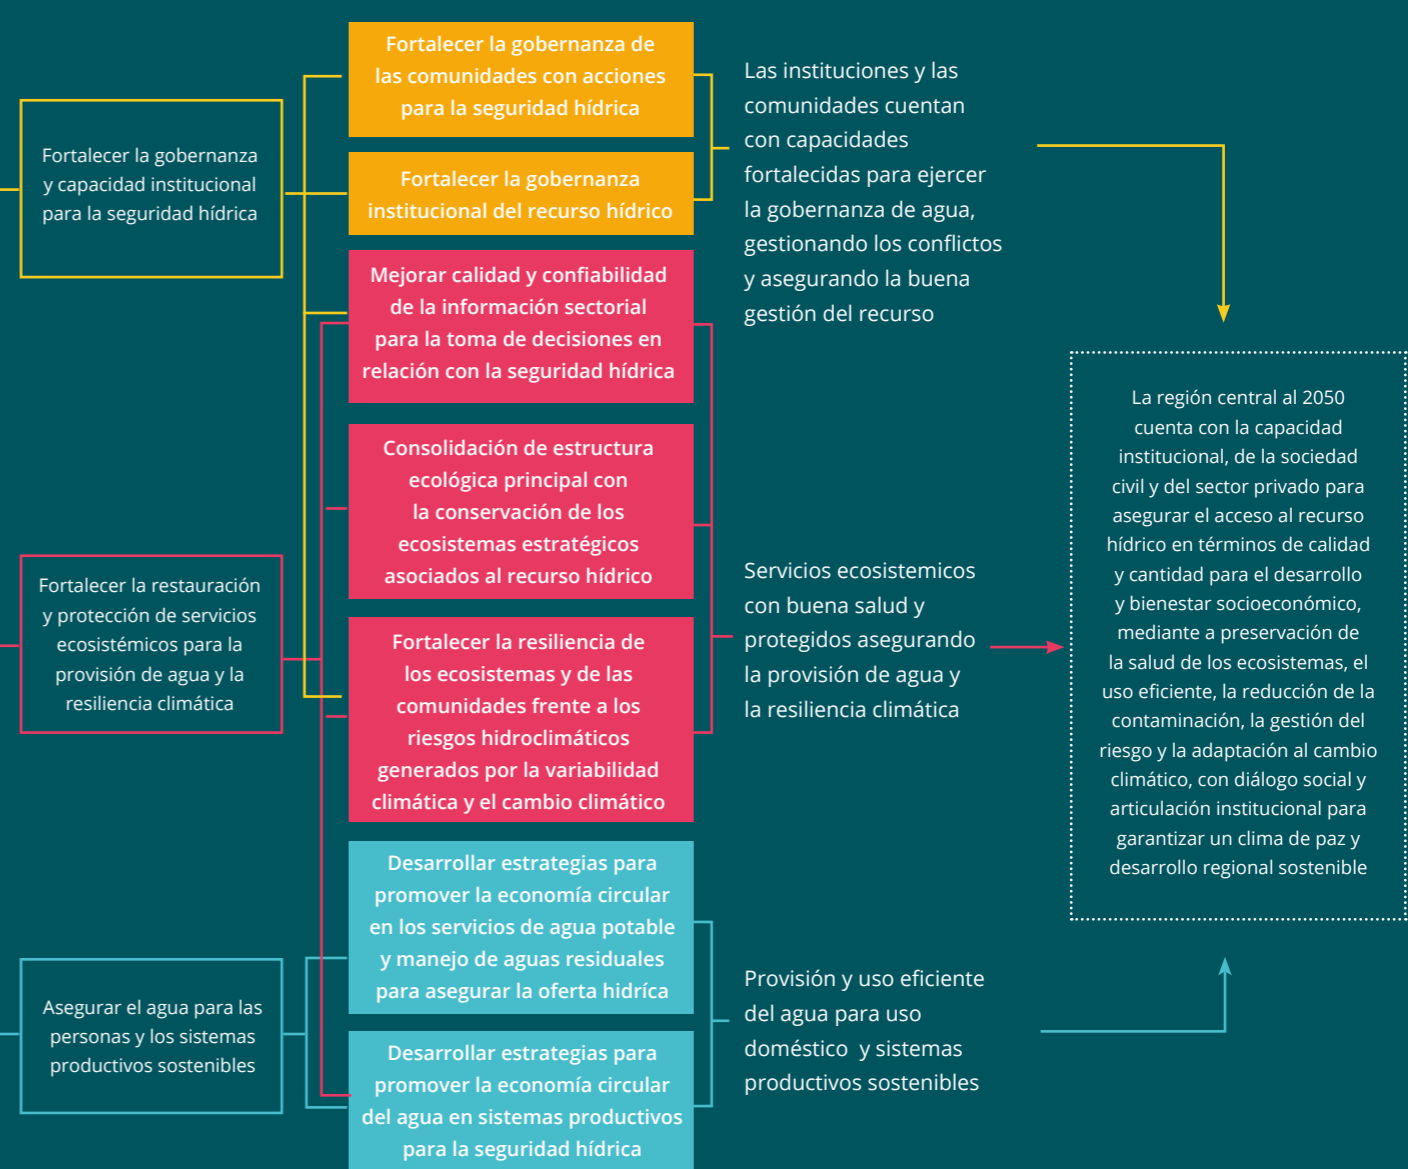 Fortalecer la gobernanza
y capacidad institucional
para la seguridad hídrica
Fortalecer la restauración
y protección de servicios
ecosistémicos para la
provisión de agua y la
resiliencia climática
Asegurar el agua para las
personas y los sistemas
productivos sostenibles
Fortalecer la gobernanza de
las comunidades con acciones
para la seguridad hídrica
Fortalecer la gobernanza
institucional del recurso hídrico
Mejorar calidad y confiabilidad
de la información sectorial
para la toma de decisiones en
relación con la seguridad hídrica
Consolidación de estructura
ecológica principal con
la conservación de los
ecosistemas estratégicos
asociados al recurso hídrico
Fortalecer la resiliencia de
los ecosistemas y de las
comunidades frente a los
riesgos hidroclimáticos
generados por la variabilidad
climática y el cambio climático
Desarrollar estrategias para
promover la economía circular
en los servicios de agua potable
y manejo de aguas residuales
para asegurar la oferta hidríca
Desarrollar estrategias para
promover la economía circular
del agua en sistemas productivos
para la seguridad hídrica
Las instituciones y las
comunidades cuentan
con capacidades
fortalecidas para ejercer
la gobernanza de agua,
gestionando los conflictos
y asegurando la buena
gestión del recurso
Servicios ecosistemicos
con buena salud y
protegidos asegurando
la provisión de agua y
la resiliencia climática
Provisión y uso eficiente
del agua para uso
doméstico y sistemas
productivos sostenibles
La región central al 2050
cuenta con la capacidad
institucional, de la sociedad
civil y del sector privado para
asegurar el acceso al recurso
hídrico en términos de calidad
y cantidad para el desarrollo
y bienestar socioeconómico,
mediante a preservación de
la salud de los ecosistemas, el
uso eficiente, la reducción de la
contaminación, la gestión del
riesgo y la adaptación al cambio
climático, con diálogo social y
articulación institucional para
garantizar un clima de paz y
desarrollo regional sostenible